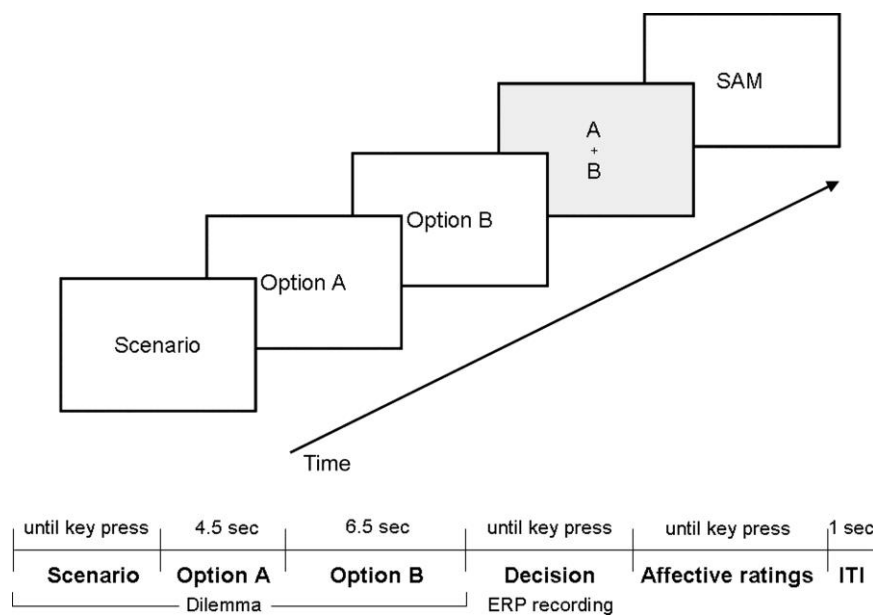 SAM
A
+
B
Option B
Option A
Scenario
Time
until key press 4.5 sec 6.5 sec until key press until key press 1 sec
Scenario Option A Option B Decision Affective ratings ITI
Dilemma ERP recording